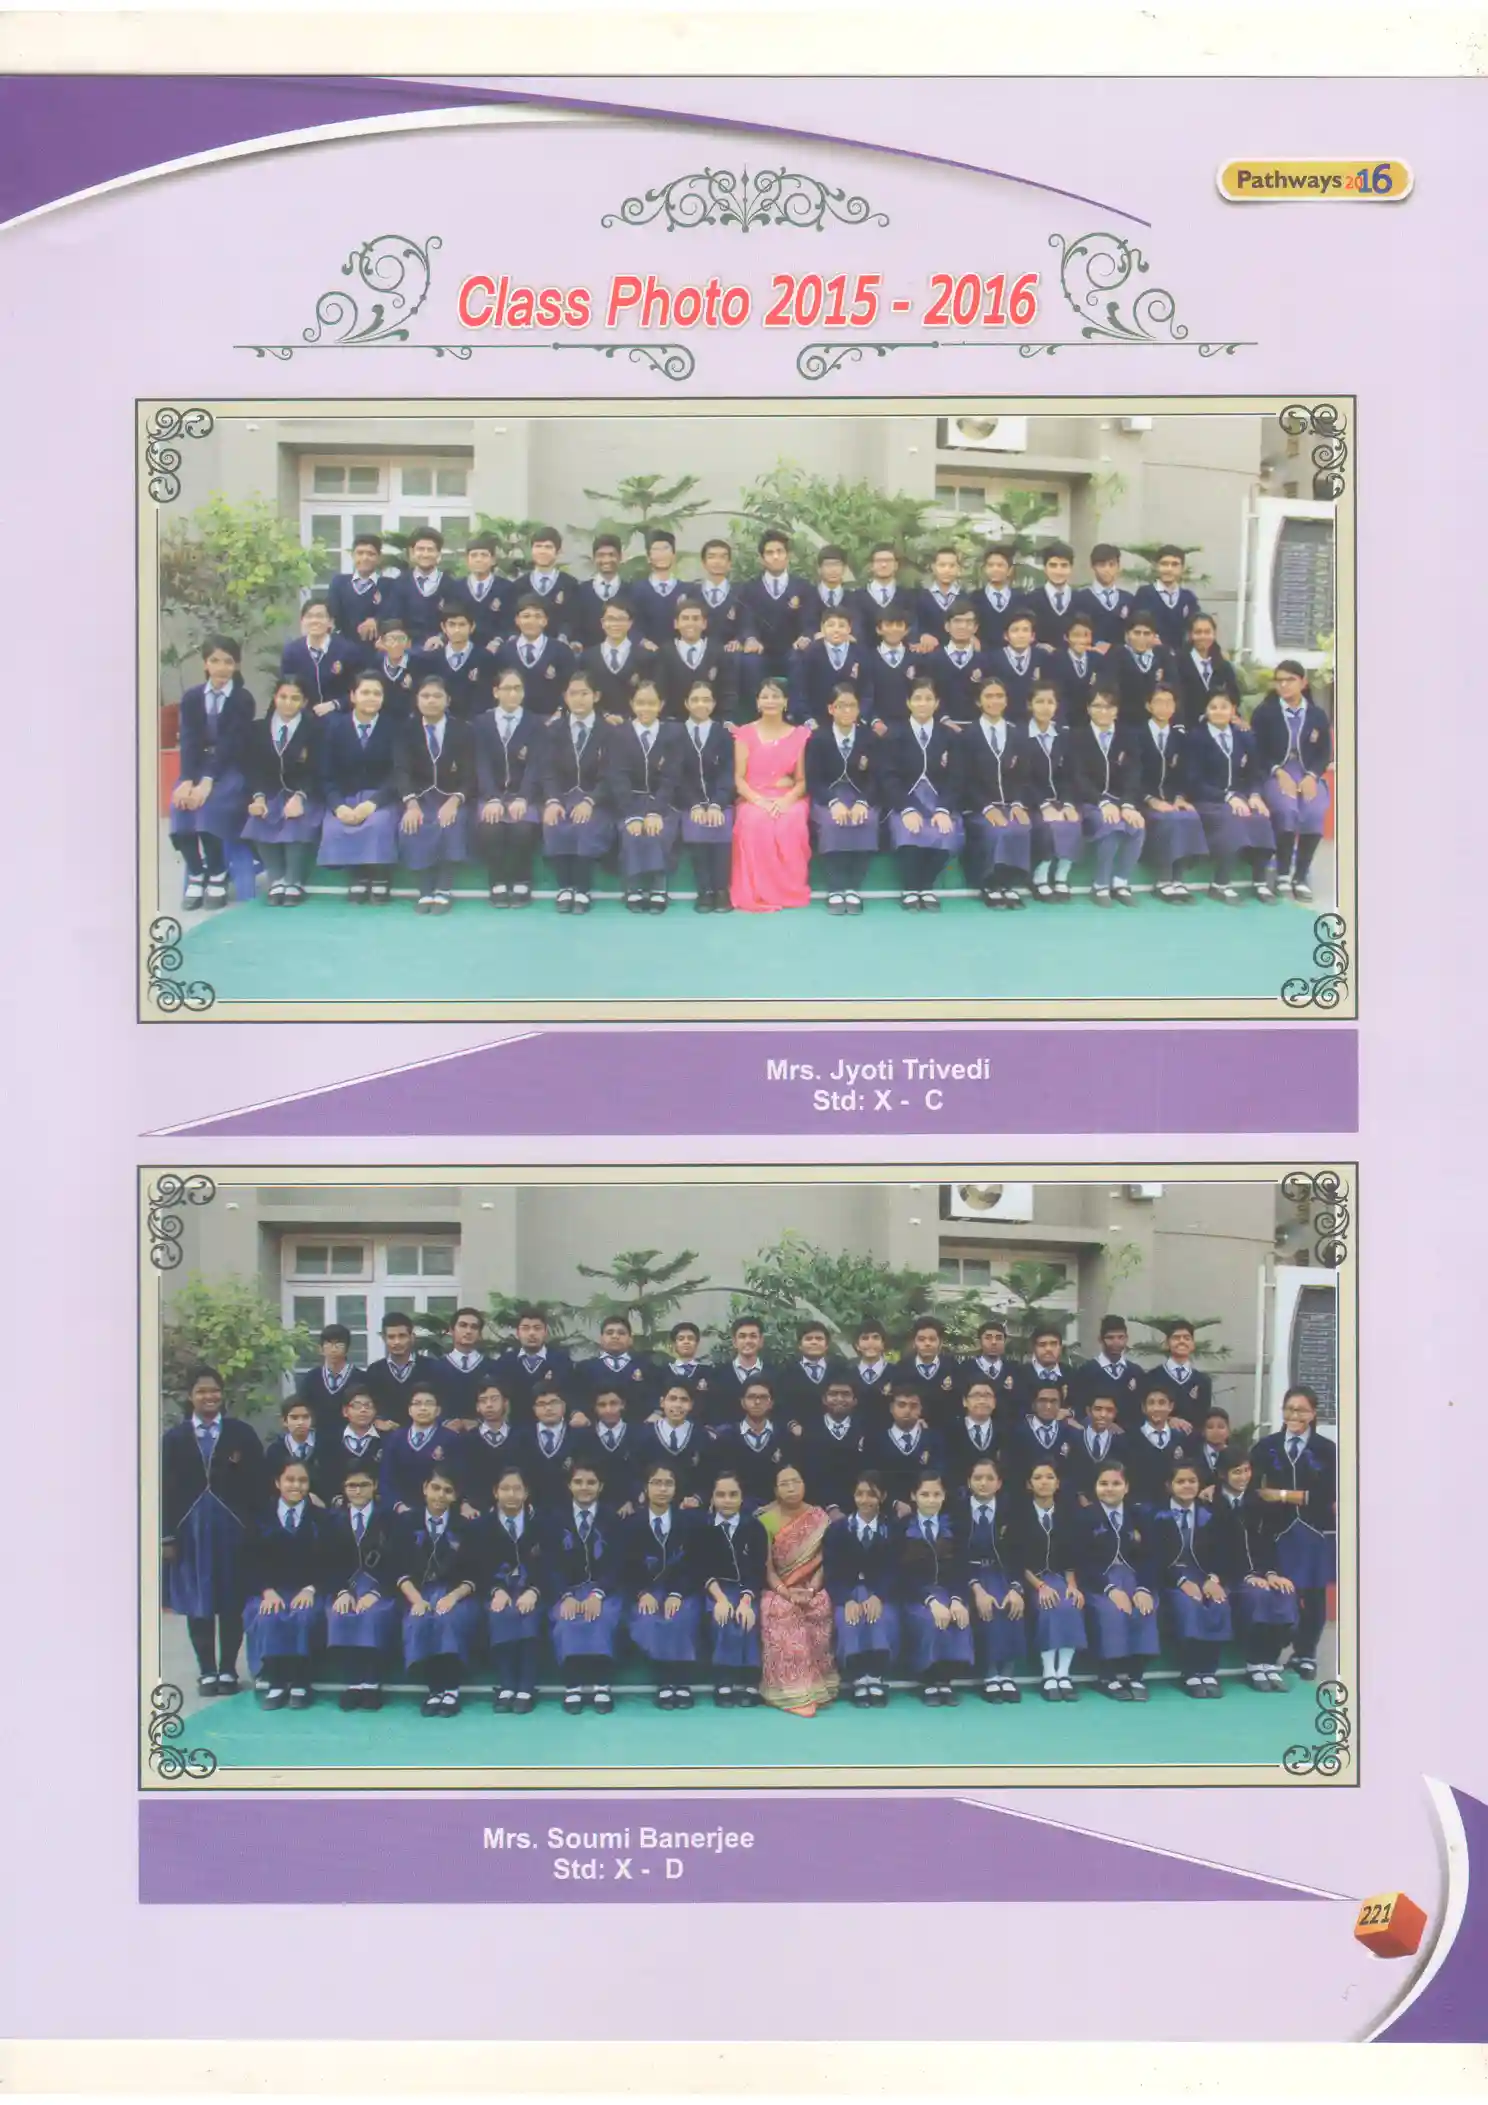 Pathways 2016
Class Photo 2015 - 2016
Mrs. Jyoti Trivedi
Std: X - C
Mrs. Soumi Banerjee
Std: X - D
221